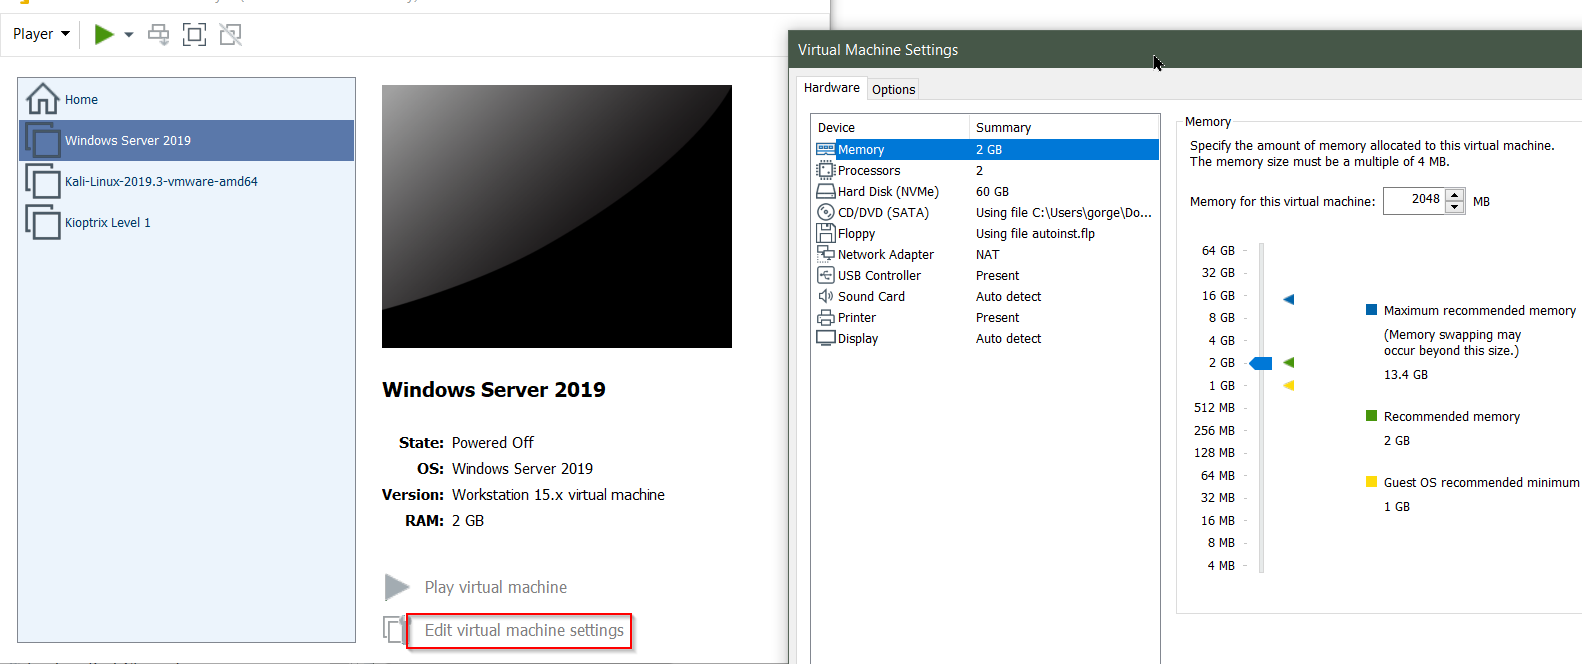 Player
Home
Windows Server 2019
Kali-Linux-2019.3-vmware-amd64
Kioptrix Level 1
Windows Server 2019
State: Powered Off
OS: Windows Server 2019
Version: Workstation 15.x virtual machine
RAM: 2 GB
Play virtual machine
Edit virtual machine settings
Virtual Machine Settings
Hardware Options
Device Summary
Memory 2 GB
Processors 2
Hard Disk (NVMe) 60 GB
CD/DVD (SATA) Using file C:\Users\gorge\Do...
Floppy Using file autoinst.flp
Network Adapter NAT
USB Controller Present
Sound Card Auto detect
Printer Present
Display Auto detect
Memory
Specify the amount of memory allocated to this virtual machine.
The memory size must be a multiple of 4 MB.
Memory for this virtual machine: 2048 MB
64 GB
32 GB
16 GB
8 GB
4 GB
2 GB
1 GB
512 MB
256 MB
128 MB
64 MB
32 MB
16 MB
8 MB
4 MB
Maximum recommended memory
(Memory swapping may
occur beyond this size.)
13.4 GB
Recommended memory
2 GB
Guest OS recommended minimum
1 GB